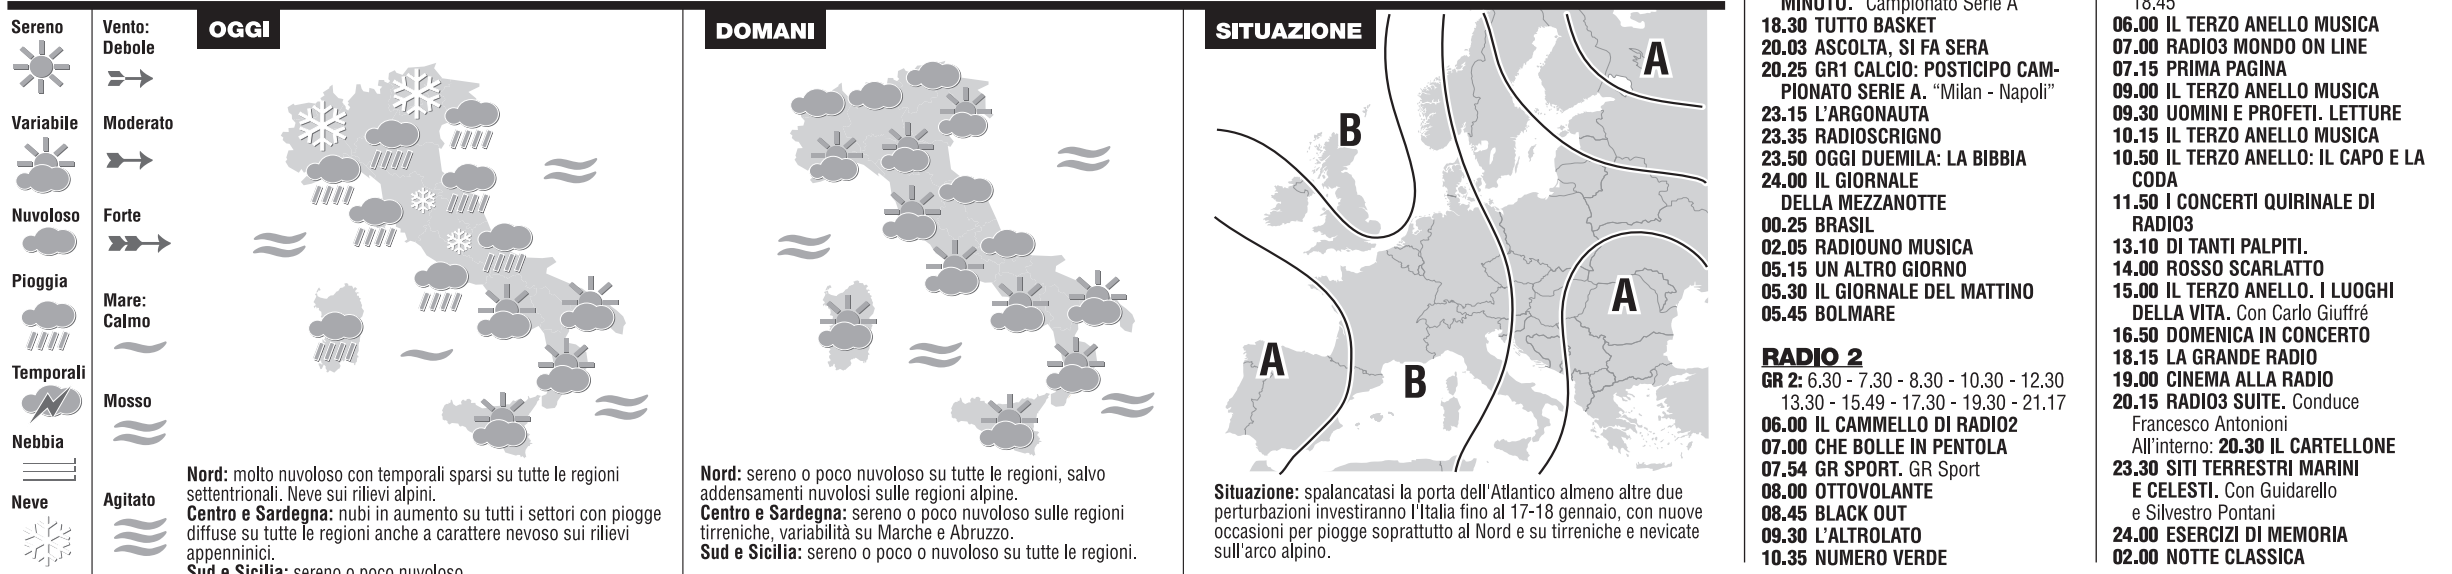 Sereno
Variabile
Nuvoloso
Pioggia
Temporali
Nebbia
Neve
Vento:
Debole
Moderato
Forte
Mare:
Calmo
Mosso
Agitato
OGGI
Nord: molto nuvoloso con temporali sparsi su tutte le regioni
settentrionali. Neve sui rilievi alpini.
Centro e Sardegna: nubi in aumento su tutti i settori con piogge
diffuse su tutte le regioni anche a carattere nevoso sui rilievi
appenninici.
Sud e Sicilia: sereno o poco nuvoloso
DOMANI
Nord: sereno o poco nuvoloso su tutte le regioni, salvo
addensamenti nuvolosi sulle regioni alpine.
Centro e Sardegna: sereno o poco nuvoloso sulle regioni
tirreniche, variabilità su Marche e Abruzzo.
Sud e Sicilia: sereno o poco o nuvoloso su tutte le regioni.
SITUAZIONE
A
B
A
A
B
Situazione: spalancatasi la porta dell'Atlantico almeno altre due
perturbazioni investiranno l'Italia fino al 17-18 gennaio, con nuove
occasioni per piogge soprattutto al Nord e su tirreniche e nevicate
sull'arco alpino.
MINUTO. Campionato Serie A
18.30 TUTTO BASKET
20.03 ASCOLTA, SI FA SERA
20.25 GR1 CALCIO: POSTICIPO CAM-
PIONATO SERIE A. “Milan - Napoli”
23.15 L'ARGONAUTA
23.35 RADIOSCRIGNO
23.50 OGGI DUEMILA: LA BIBBIA
24.00 IL GIORNALE
DELLA MEZZANOTTE
00.25 BRASIL
02.05 RADIOUNO MUSICA
05.15 UN ALTRO GIORNO
05.30 IL GIORNALE DEL MATTINO
05.45 BOLMARE
RADIO 2
GR 2: 6.30 - 7.30 - 8.30 - 10.30 - 12.30
13.30 - 15.49 - 17.30 - 19.30 - 21.17
06.00 IL CAMMELLO DI RADIO2
07.00 CHE BOLLE IN PENTOLA
07.54 GR SPORT. GR Sport
08.00 OTTOVOLANTE
08.45 BLACK OUT
09.30 L'ALTROLATO
10.35 NUMERO VERDE
18.45
06.00 IL TERZO ANELLO MUSICA
07.00 RADIO3 MONDO ON LINE
07.15 PRIMA PAGINA
09.00 IL TERZO ANELLO MUSICA
09.30 UOMINI E PROFETI. LETTURE
10.15 IL TERZO ANELLO MUSICA
10.50 IL TERZO ANELLO: IL CAPO E LA
CODA
11.50 I CONCERTI QUIRINALE DI
RADIO3
13.10 DI TANTI PALPITI.
14.00 ROSSO SCARLATTO
15.00 IL TERZO ANELLO. I LUOGHI
DELLA VITA. Con Carlo Giuffré
16.50 DOMENICA IN CONCERTO
18.15 LA GRANDE RADIO
19.00 CINEMA ALLA RADIO
20.15 RADIO3 SUITE. Conduce
Francesco Antonioni
All'interno: 20.30 IL CARTELLONE
23.30 SITI TERRESTRI MARINI
E CELESTI. Con Guidarello
e Silvestro Pontani
24.00 ESERCIZI DI MEMORIA
02.00 NOTTE CLASSICA